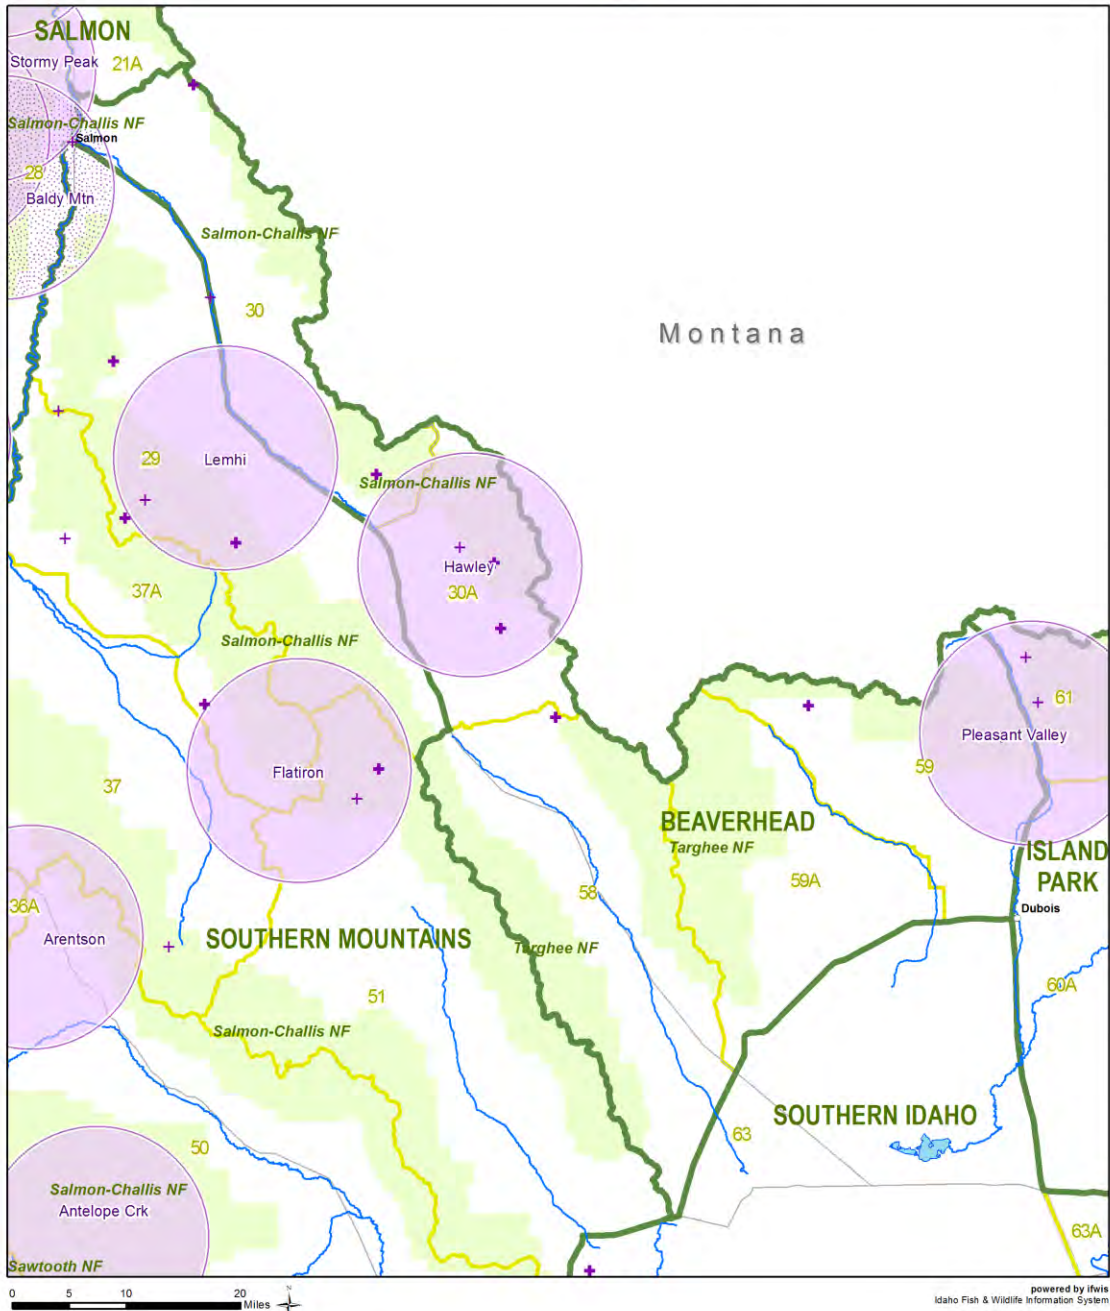 SALMON
Stormy Peak
21A
Salmon-Challis NF
Salmon
28
Baldy Mtn
Salmon-Challis NF
30
Montana
29
Lemhi
Salmon-Challis NF
Hawley
30A
37A
Salmon-Challis NF
61
Pleasant Valley
59
Flatiron
37
BEAVERHEAD
Targhee NF
ISLAND
PARK
59A
58
36A
Dubois
Arentson
SOUTHERN MOUNTAINS
Targhee NF
60A
51
Salmon-Challis NF
SOUTHERN IDAHO
63
50
Salmon-Challis NF
Antelope Crk
63A
Sawtooth NF
0 5 10 20
Miles
N
powered by ifwis
Idaho Fish & Wildlife Information System